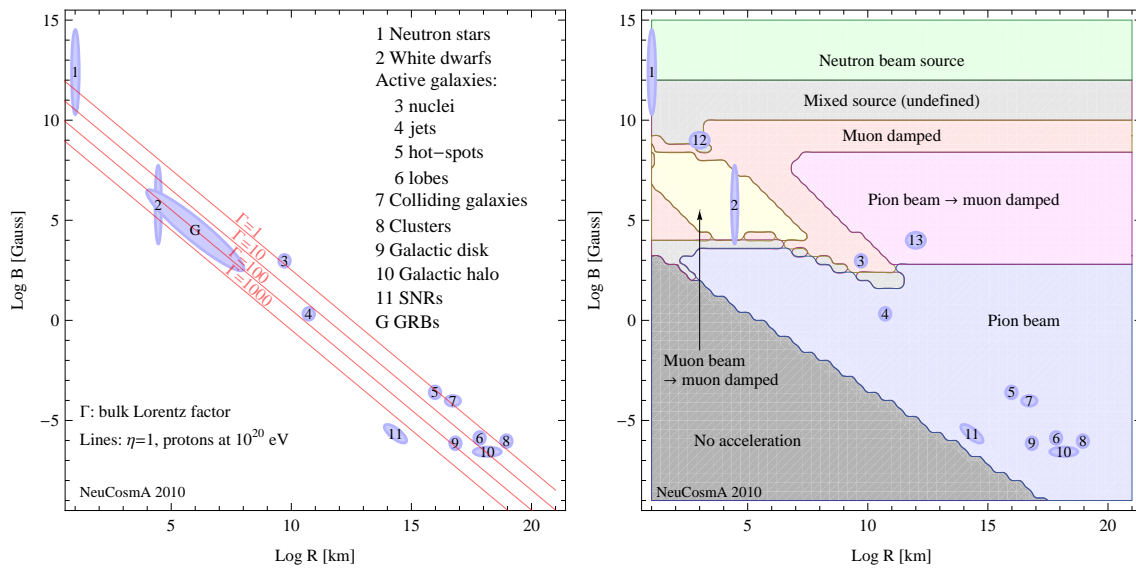 15
10
5
0
−5
Log B [Gauss]
5
10
15
20
Log R [km]
1 Neutron stars
2 White dwarfs
Active galaxies:
3 nuclei
4 jets
5 hot−spots
6 lobes
7 Colliding galaxies
8 Clusters
9 Galactic disk
10 Galactic halo
11 SNRs
G GRBs
1
2
G
3
4
5
7
11
9
6
10
8
Γ=1
Γ=10
Γ=100
Γ=1000
Γ: bulk Lorentz factor
Lines: η=1, protons at 10²⁰ eV
NeuCosmA 2010
15
10
5
0
−5
Log B [Gauss]
5
10
15
20
Log R [km]
Neutron beam source
Mixed source (undefined)
Muon damped
Pion beam → muon damped
Pion beam
Muon beam
→ muon damped
No acceleration
1
12
2
13
3
4
5
7
11
9
6
10
8
NeuCosmA 2010